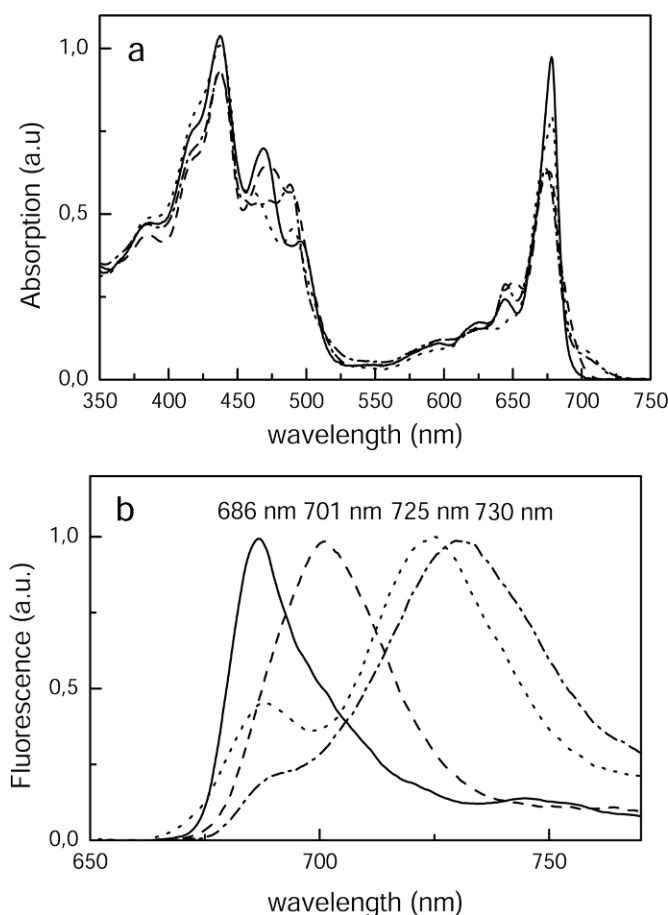 a
1,0
0,5
0,0
Absorption (a.u)
350 400 450 500 550 600 650 700 750
wavelength (nm)
b
686 nm 701 nm 725 nm 730 nm
1,0
0,5
0,0
Fluorescence (a.u.)
650 700 750
wavelength (nm)